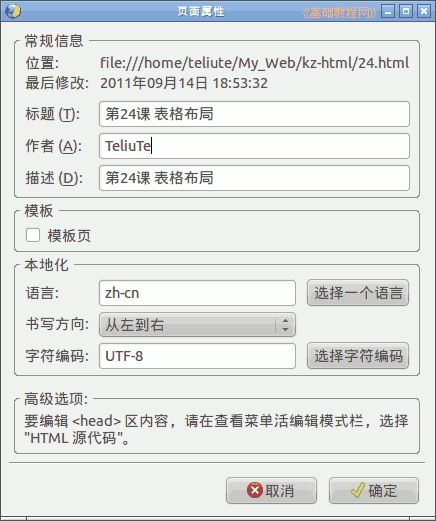 页面属性 《基础教程网》
常规信息
位置: file:///home/teliute/My_Web/kz-html/24.html
最后修改: 2011年09月14日 18:53:32
标题 (T): 第24课 表格布局
作者 (A): TeliuTe
描述 (D): 第24课 表格布局
模板
模板页
本地化
语言: zh-cn 选择一个语言
书写方向: 从左到右
字符编码: UTF-8 选择字符编码
高级选项:
要编辑 <head> 区内容，请在查看菜单活编辑模式栏，选择
"HTML 源代码"。
取消 确定